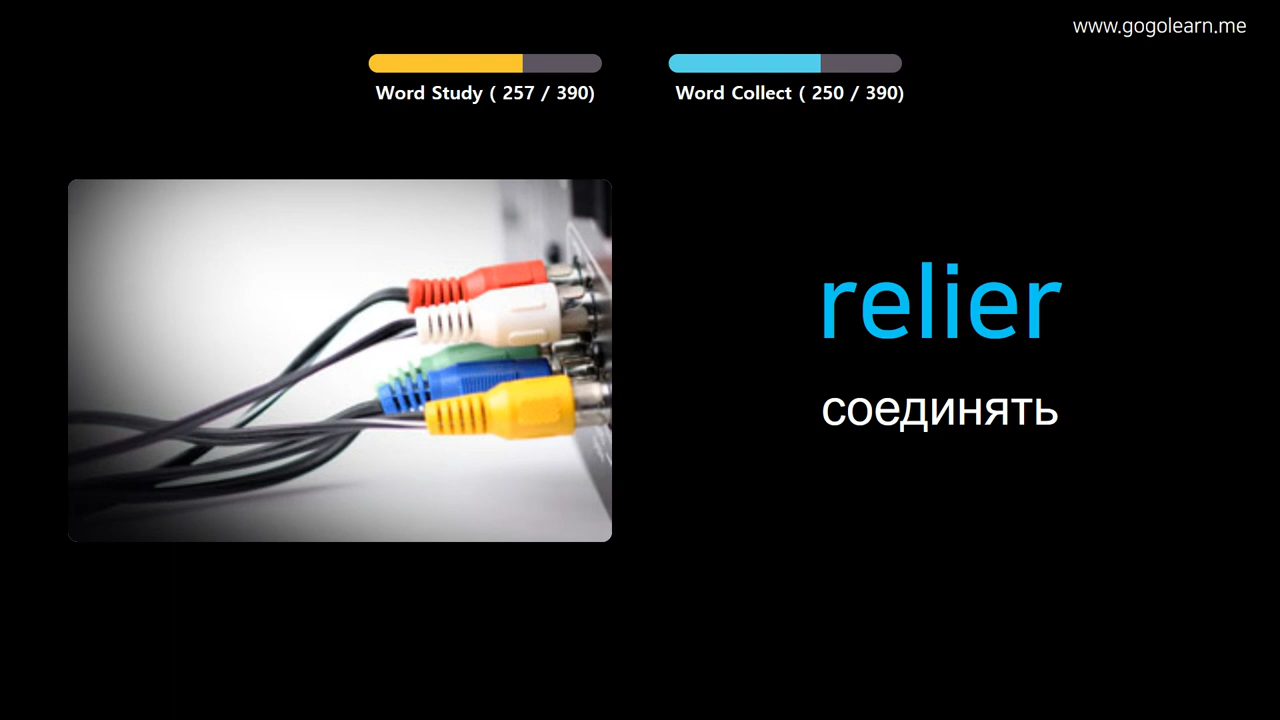 www.gogolearn.me
Word Study ( 257 / 390)
Word Collect ( 250 / 390)
relier
соединять